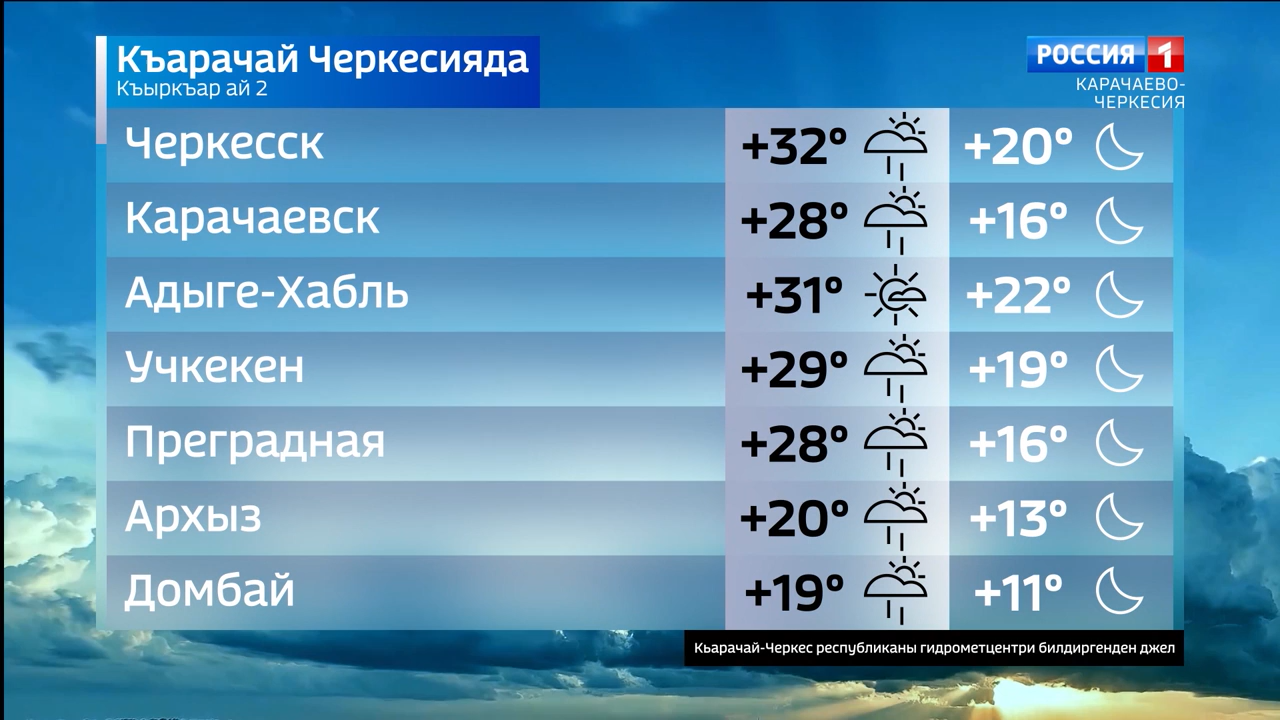 Къарачай Черкесияда
Къыркъар ай 2
РОССИЯ 1
КАРАЧАЕВО-
ЧЕРКЕСИЯ
Черкесск +32° +20°
Карачаевск +28° +16°
Адыге-Хабль +31° +22°
Учкекен +29° +19°
Преградная +28° +16°
Архыз +20° +13°
Домбай +19° +11°
Кьарачай-Черкес республиканы гидрометцентри билдиргенден джел